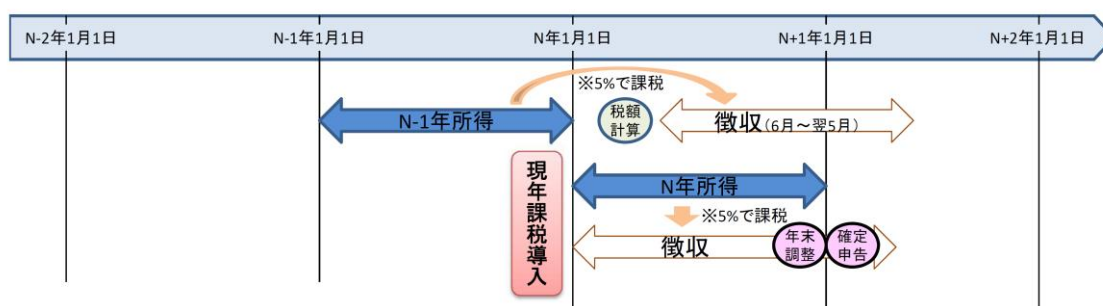 N-2年1月1日
N-1年1月1日
N年1月1日
N+1年1月1日
N+2年1月1日
※5%で課税
N-1年所得
税額
計算
徴収(6月～翌5月)
現年課税導入
N年所得
※5%で課税
徴収
年末
調整
確定
申告